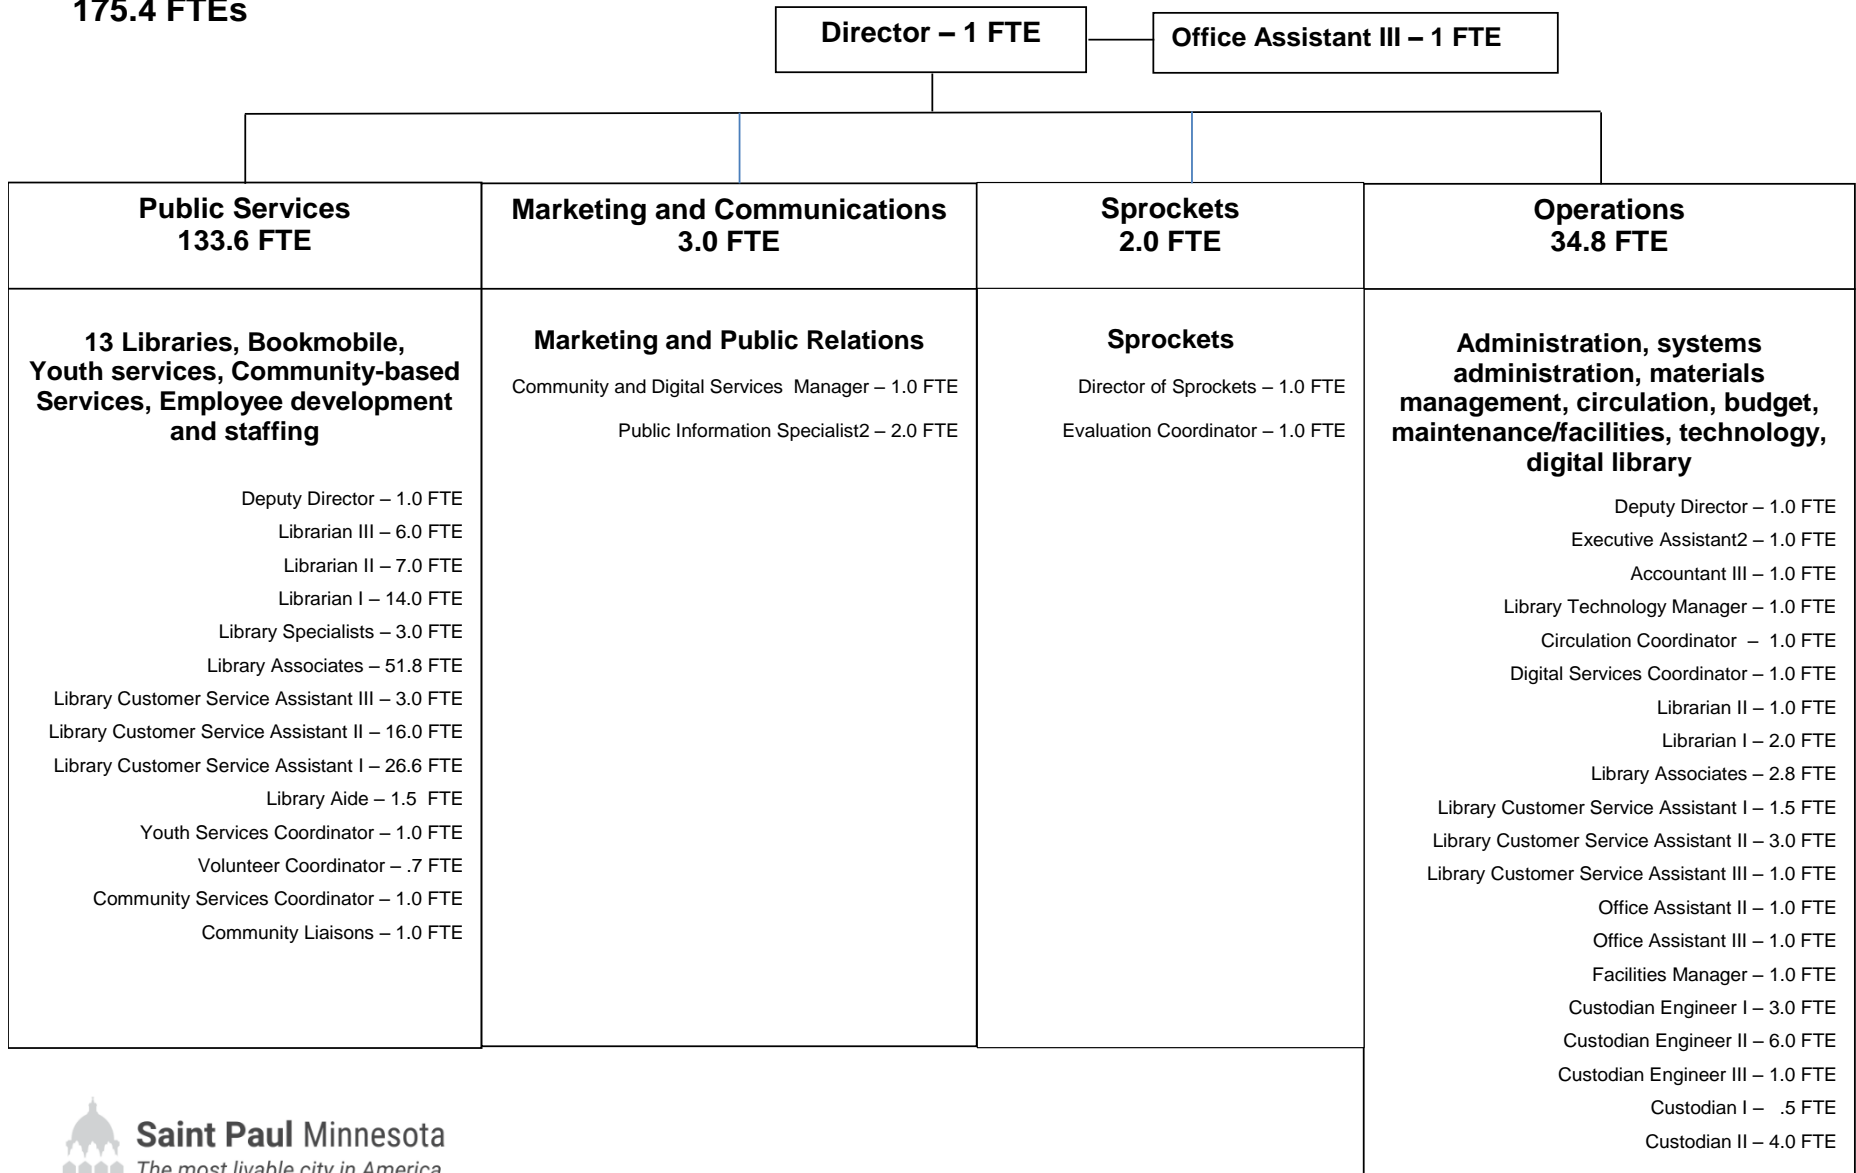 175.4 FTEs
Director – 1 FTE
Office Assistant III – 1 FTE
Public Services
133.6 FTE
13 Libraries, Bookmobile,
Youth services, Community-based
Services, Employee development
and staffing
Deputy Director – 1.0 FTE
Librarian III – 6.0 FTE
Librarian II – 7.0 FTE
Librarian I – 14.0 FTE
Library Specialists – 3.0 FTE
Library Associates – 51.8 FTE
Library Customer Service Assistant III – 3.0 FTE
Library Customer Service Assistant II – 16.0 FTE
Library Customer Service Assistant I – 26.6 FTE
Library Aide – 1.5  FTE
Youth Services Coordinator – 1.0 FTE
Volunteer Coordinator – .7 FTE
Community Services Coordinator – 1.0 FTE
Community Liaisons – 1.0 FTE
Marketing and Communications
3.0 FTE
Marketing and Public Relations
Community and Digital Services  Manager – 1.0 FTE
Public Information Specialist2 – 2.0 FTE
Sprockets
2.0 FTE
Sprockets
Director of Sprockets – 1.0 FTE
Evaluation Coordinator – 1.0 FTE
Operations
34.8 FTE
Administration, systems
administration, materials
management, circulation, budget,
maintenance/facilities, technology,
digital library
Deputy Director – 1.0 FTE
Executive Assistant2 – 1.0 FTE
Accountant III – 1.0 FTE
Library Technology Manager – 1.0 FTE
Circulation Coordinator  –  1.0 FTE
Digital Services Coordinator – 1.0 FTE
Librarian II – 1.0 FTE
Librarian I – 2.0 FTE
Library Associates – 2.8 FTE
Library Customer Service Assistant I – 1.5 FTE
Library Customer Service Assistant II – 3.0 FTE
Library Customer Service Assistant III – 1.0 FTE
Office Assistant II – 1.0 FTE
Office Assistant III – 1.0 FTE
Facilities Manager – 1.0 FTE
Custodian Engineer I – 3.0 FTE
Custodian Engineer II – 6.0 FTE
Custodian Engineer III – 1.0 FTE
Custodian I –   .5 FTE
Custodian II – 4.0 FTE
Saint Paul Minnesota
The most livable city in America